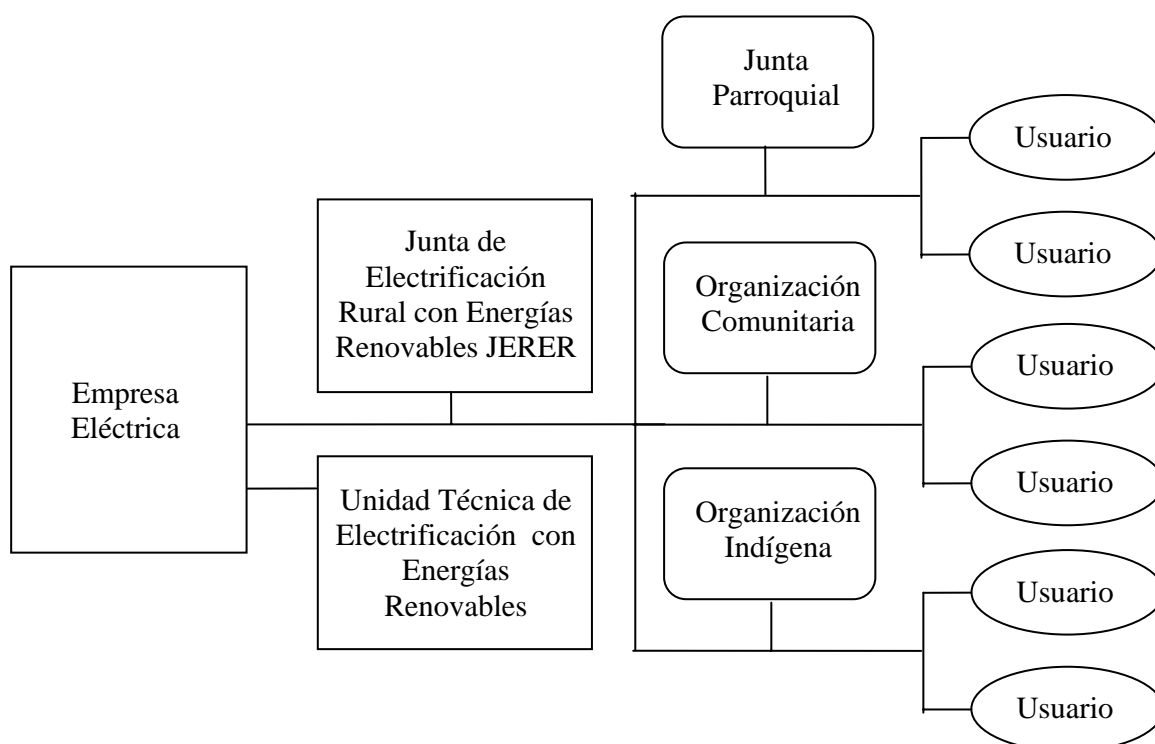 Empresa
Eléctrica
Junta de
Electrificación
Rural con Energías
Renovables JERER
Unidad Técnica de
Electrificación con
Energías
Renovables
Junta
Parroquial
Usuario
Usuario
Organización
Comunitaria
Usuario
Usuario
Organización
Indígena
Usuario
Usuario